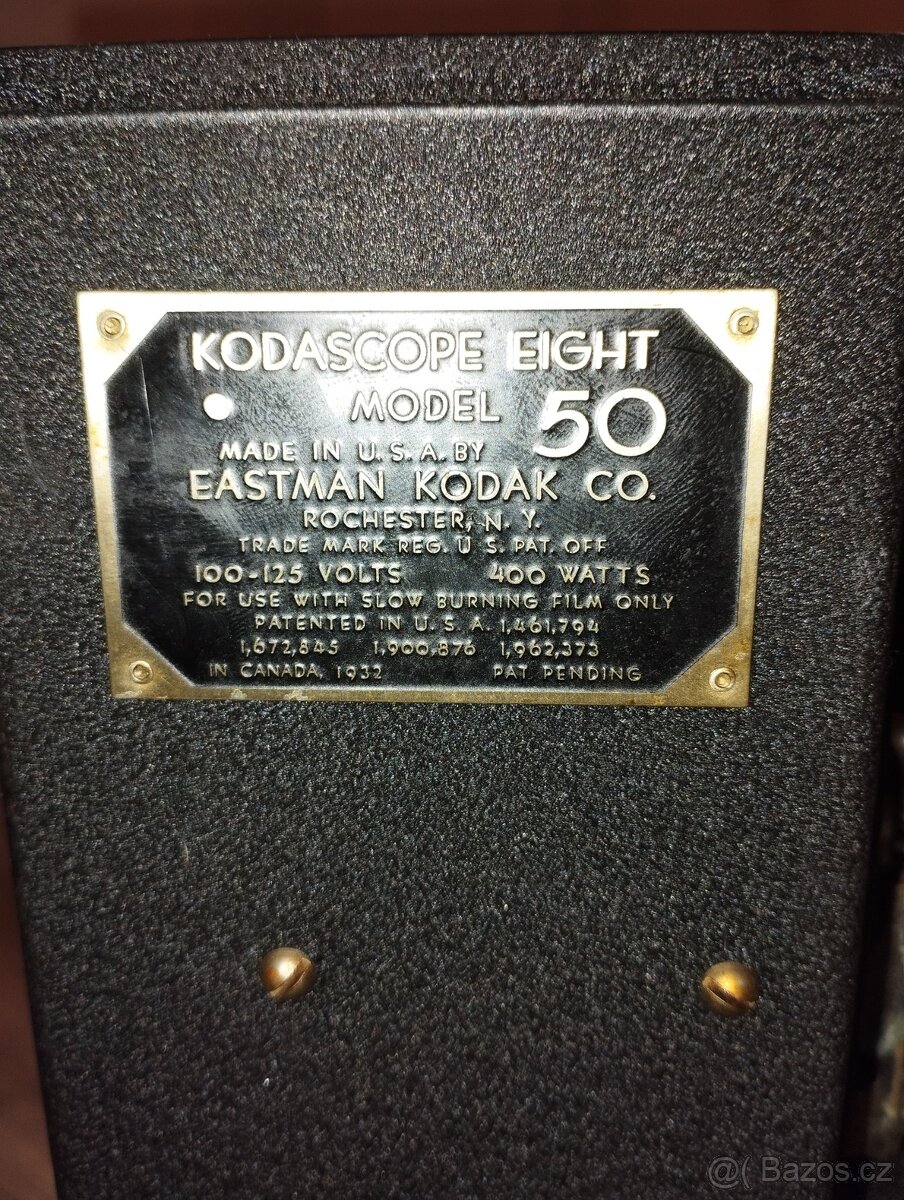 KODASCOPE EIGHT
MODEL 50
MADE IN U.S.A. BY
EASTMAN KODAK CO.
ROCHESTER, N. Y.
TRADE MARK REG. U S. PAT. OFF
100-125 VOLTS 400 WATTS
FOR USE WITH SLOW BURNING FILM ONLY
PATENTED IN U. S. A. 1,461,794
1,672,845 1,900,876 1,962,373
IN CANADA, 1932 PAT PENDING
@( Bazos.cz